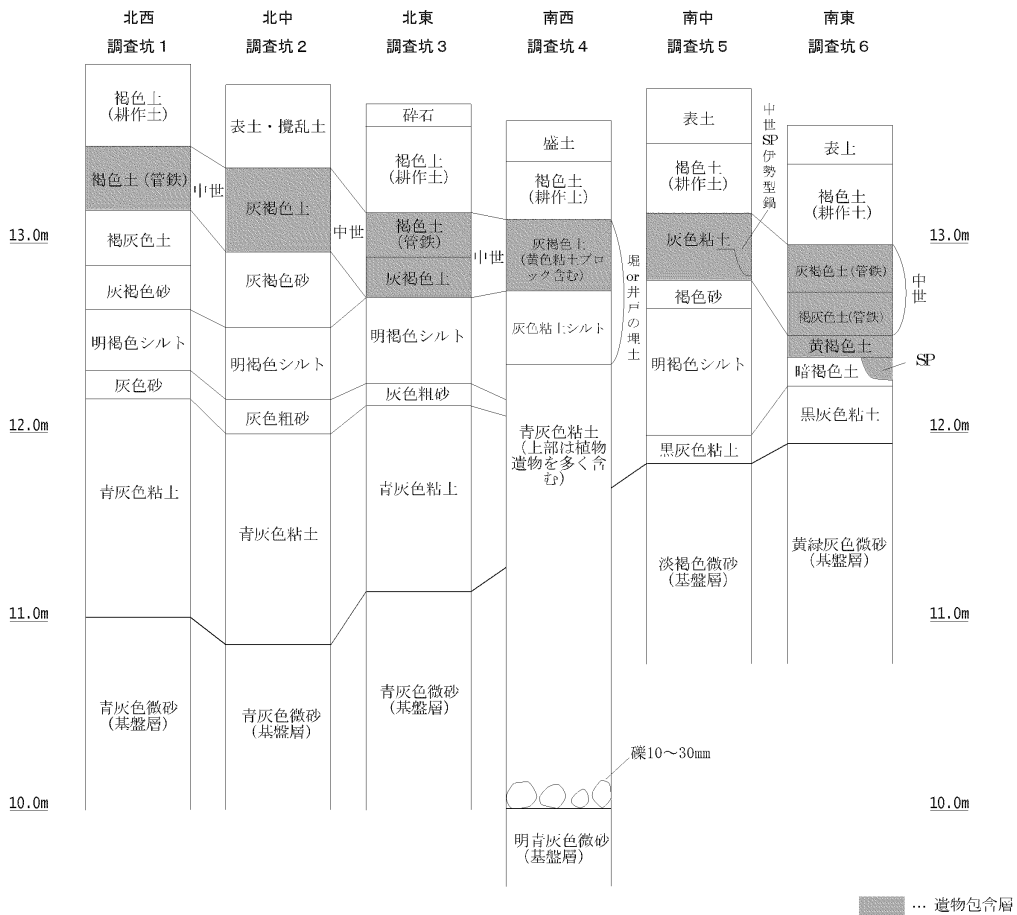 北西
調査坑1
北中
調査坑2
北東
調査坑3
南西
調査坑4
南中
調査坑5
南東
調査坑6
13.0m
12.0m
11.0m
10.0m
褐色土
(耕作土)
褐色土(管鉄)
褐灰色土
灰褐色砂
明褐色シルト
灰色砂
青灰色粘土
青灰色微砂
(基盤層)
中世
表土・攪乱土
灰褐色土
灰褐色砂
明褐色シルト
灰色粗砂
青灰色粘土
青灰色微砂
(基盤層)
中世
砕石
褐色土
(耕作土)
褐色土
(管鉄)
灰褐色土
明褐色シルト
灰色粗砂
青灰色粘土
青灰色微砂
(基盤層)
中世
盛土
褐色土
(耕作土)
灰褐色土
(黄色粘土ブロ
ック含む)
灰色粘土シルト
青灰色粘土
(上部は植物
遺物を多く含
む)
明青灰色微砂
(基盤層)
堀or井戸の埋土
礫10～30mm
表土
褐色土
(耕作土)
灰色粘土
褐色砂
明褐色シルト
黒灰色粘土
淡褐色微砂
(基盤層)
中世SP伊勢型鍋
表土
褐色土
(耕作土)
灰褐色土(管鉄)
褐灰色土(管鉄)
黄褐色土
暗褐色土
黒灰色粘土
黄緑灰色微砂
(基盤層)
中世
SP
13.0m
12.0m
11.0m
10.0m
… 遺物包含層